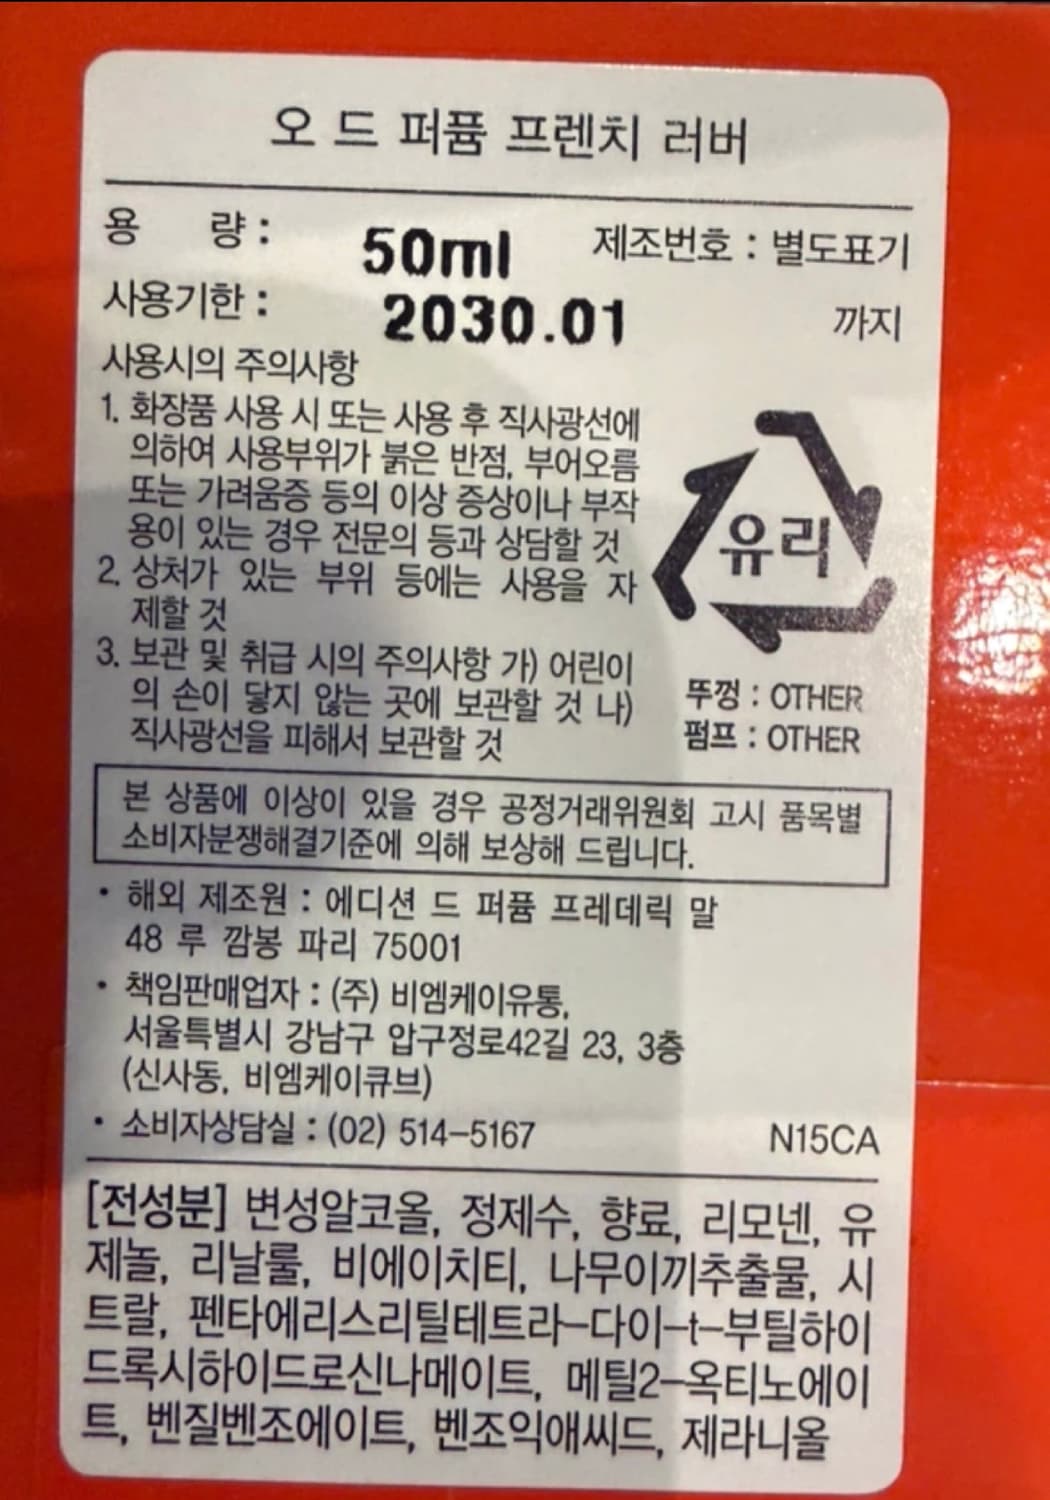 오 드 퍼퓸 프렌치 러버
용 량 : 50ml 제조번호 : 별도표기
사용기한 : 2030.01 까지
사용시의 주의사항
1. 화장품 사용 시 또는 사용 후 직사광선에
의하여 사용부위가 붉은 반점, 부어오름
또는 가려움증 등의 이상 증상이나 부작
용이 있는 경우 전문의 등과 상담할 것
2. 상처가 있는 부위 등에는 사용을 자
제할 것
3. 보관 및 취급 시의 주의사항 가) 어린이
의 손이 닿지 않는 곳에 보관할 것 나)
직사광선을 피해서 보관할 것
유리
뚜껑 : OTHER
펌프 : OTHER
본 상품에 이상이 있을 경우 공정거래위원회 고시 품목별
소비자분쟁해결기준에 의해 보상해 드립니다.
• 해외 제조원 : 에디션 드 퍼퓸 프레데릭 말
48 루 깜봉 파리 75001
• 책임판매업자 : (주) 비엠케이유통,
서울특별시 강남구 압구정로42길 23, 3층
(신사동, 비엠케이큐브)
• 소비자상담실 : (02) 514-5167 N15CA
[전성분] 변성알코올, 정제수, 향료, 리모넨, 유
제놀, 리날룰, 비에이치티, 나무이끼추출물, 시
트랄, 펜타에리스리틸테트라-다이-t-부틸하이
드록시하이드로신나메이트, 메틸2-옥티노에이
트, 벤질벤조에이트, 벤조익애씨드, 제라니올